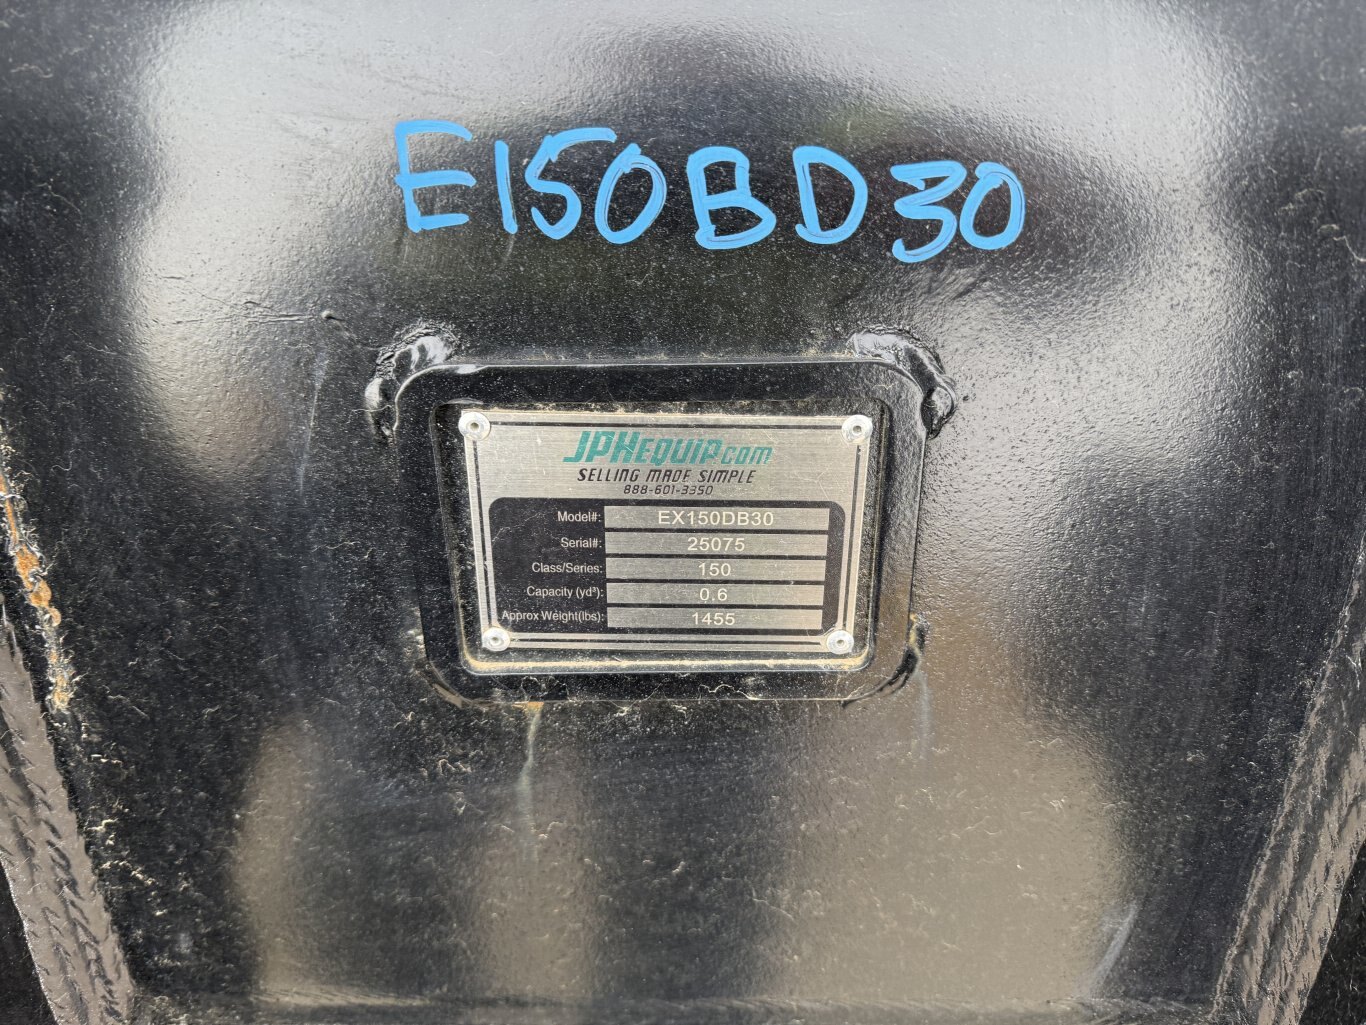 E150BD30
JPHEQUIP.COM
SELLING MADE SIMPLE
888-601-3350
Model#: EX150DB30
Serial#: 25075
Class/Series: 150
Capacity (yd³): 0.6
Approx Weight(lbs): 1455